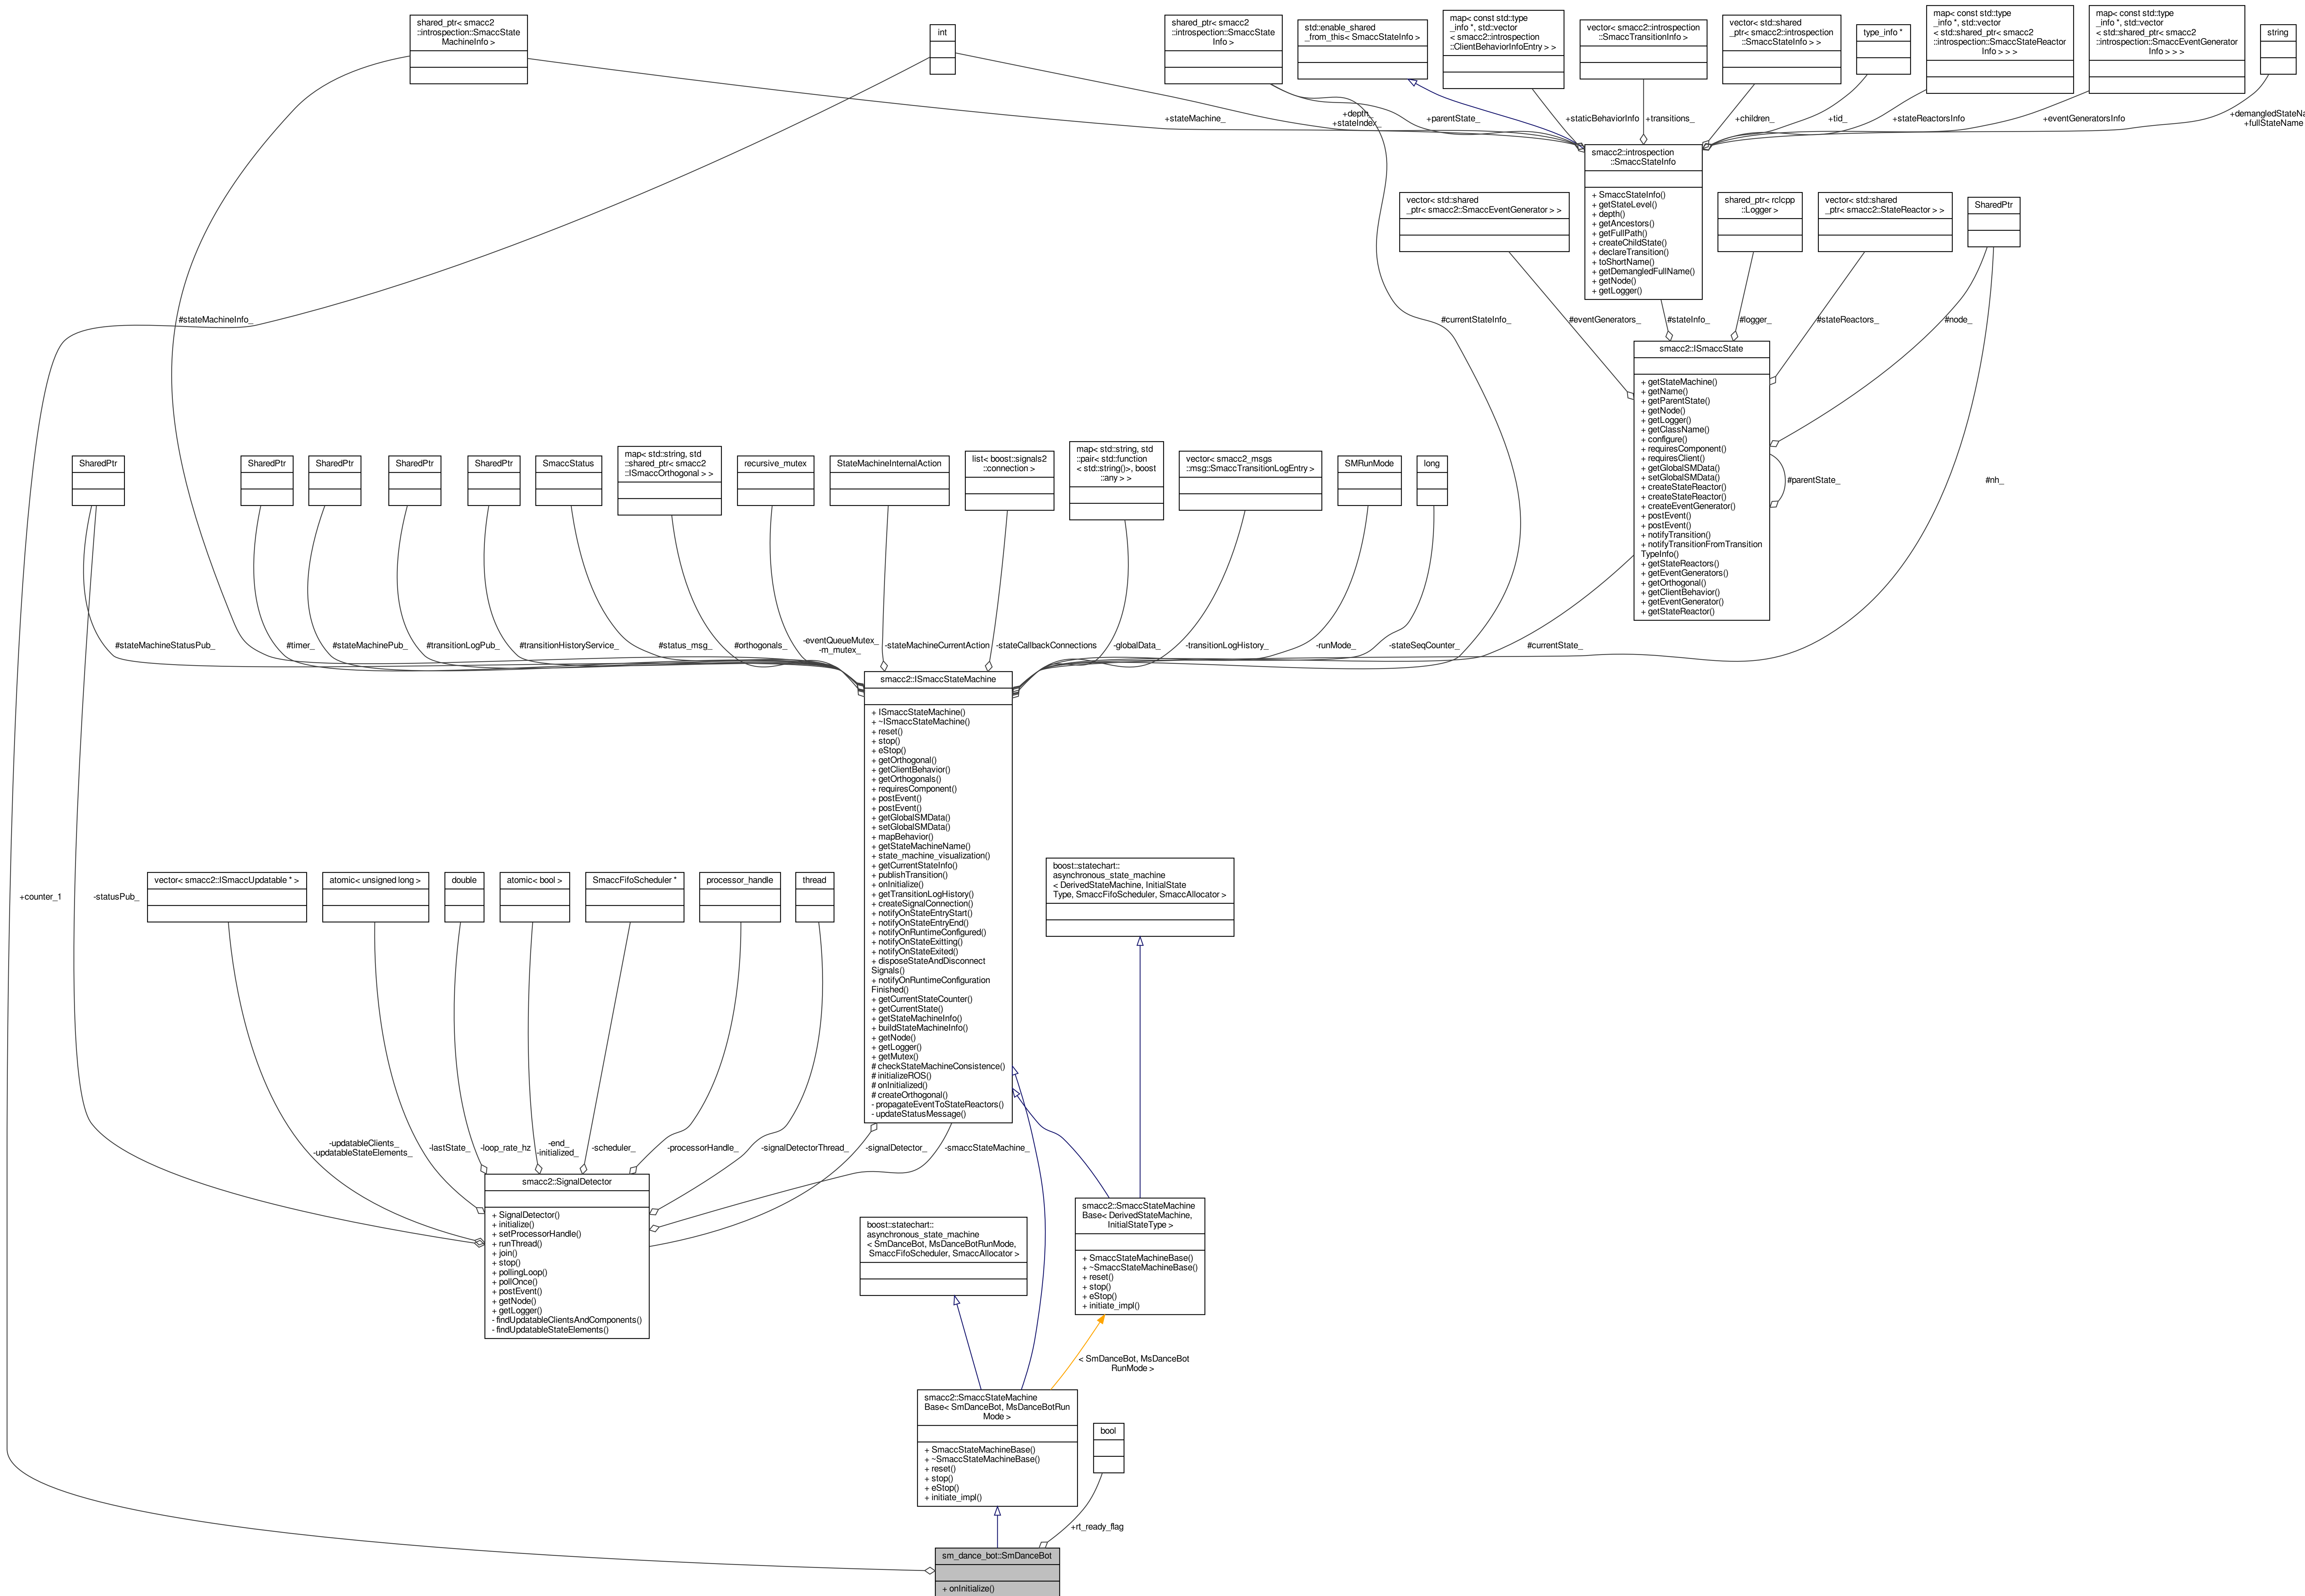 shared_ptr< smacc2
::introspection::SmaccState
MachineInfo >
int
shared_ptr< smacc2
::introspection::SmaccState
Info >
std::enable_shared
_from_this< SmaccStateInfo >
map< const std::type
_info *, std::vector
< smacc2::introspection
::ClientBehaviorInfoEntry > >
vector< smacc2::introspection
::SmaccTransitionInfo >
vector< std::shared
_ptr< smacc2::introspection
::SmaccStateInfo > >
type_info *
map< const std::type
_info *, std::vector
< std::shared_ptr< smacc2
::introspection::SmaccStateReactor
Info > > >
map< const std::type
_info *, std::vector
< std::shared_ptr< smacc2
::introspection::SmaccEventGenerator
Info > > >
string
+stateMachine_
+depth_
+stateIndex_
+parentState_
+staticBehaviorInfo
+transitions_
+children_
+tid_
+stateReactorsInfo
+eventGeneratorsInfo
+demangledStateNa
+fullStateName
smacc2::introspection
::SmaccStateInfo
+ SmaccStateInfo()
+ getStateLevel()
+ depth()
+ getAncestors()
+ getFullPath()
+ createChildState()
+ declareTransition()
+ toShortName()
+ getDemangledFullName()
+ getNode()
+ getLogger()
vector< std::shared
_ptr< smacc2::SmaccEventGenerator > >
shared_ptr< rclcpp
::Logger >
vector< std::shared
_ptr< smacc2::StateReactor > >
SharedPtr
#stateMachineInfo_
#currentStateInfo_
#eventGenerators_
#stateInfo_
#logger_
#stateReactors_
#node_
smacc2::ISmaccState
+ getStateMachine()
+ getName()
+ getParentState()
+ getNode()
+ getLogger()
+ getClassName()
+ configure()
+ requiresComponent()
+ requiresClient()
+ getGlobalSMData()
+ setGlobalSMData()
+ createStateReactor()
+ createStateReactor()
+ createEventGenerator()
+ postEvent()
+ postEvent()
+ notifyTransition()
+ notifyTransitionFromTransition
TypeInfo()
+ getStateReactors()
+ getEventGenerators()
+ getOrthogonal()
+ getClientBehavior()
+ getEventGenerator()
+ getStateReactor()
#parentState_
#nh_
SharedPtr
SharedPtr
SharedPtr
SharedPtr
SharedPtr
SmaccStatus
map< std::string, std
::shared_ptr< smacc2
::ISmaccOrthogonal > >
recursive_mutex
StateMachineInternalAction
list< boost::signals2
::connection >
map< std::string, std
::pair< std::function
< std::string()>, boost
::any > >
vector< smacc2_msgs
::msg::SmaccTransitionLogEntry >
SMRunMode
long
#stateMachineStatusPub_
#timer_
#stateMachinePub_
#transitionLogPub_
#transitionHistoryService_
#status_msg_
#orthogonals_
-eventQueueMutex_
-m_mutex_
-stateMachineCurrentAction
-stateCallbackConnections
-globalData_
-transitionLogHistory_
-runMode_
-stateSeqCounter_
#currentState_
smacc2::ISmaccStateMachine
+ ISmaccStateMachine()
+ ~ISmaccStateMachine()
+ reset()
+ stop()
+ eStop()
+ getOrthogonal()
+ getClientBehavior()
+ getOrthogonals()
+ requiresComponent()
+ postEvent()
+ postEvent()
+ getGlobalSMData()
+ setGlobalSMData()
+ mapBehavior()
+ getStateMachineName()
+ state_machine_visualization()
+ getCurrentStateInfo()
+ publishTransition()
+ onInitialize()
+ getTransitionLogHistory()
+ createSignalConnection()
+ notifyOnStateEntryStart()
+ notifyOnStateEntryEnd()
+ notifyOnRuntimeConfigured()
+ notifyOnStateExitting()
+ notifyOnStateExited()
+ disposeStateAndDisconnect
Signals()
+ notifyOnRuntimeConfiguration
Finished()
+ getCurrentStateCounter()
+ getCurrentState()
+ getStateMachineInfo()
+ buildStateMachineInfo()
+ getNode()
+ getLogger()
+ getMutex()
# checkStateMachineConsistence()
# initializeROS()
# onInitialized()
# createOrthogonal()
- propagateEventToStateReactors()
- updateStatusMessage()
+counter_1
-statusPub_
vector< smacc2::ISmaccUpdatable * >
atomic< unsigned long >
double
atomic< bool >
SmaccFifoScheduler *
processor_handle
thread
boost::statechart::
asynchronous_state_machine
< DerivedStateMachine, InitialState
Type, SmaccFifoScheduler, SmaccAllocator >
-updatableClients_
-updatableStateElements_
-lastState_
-loop_rate_hz
-end_
-initialized_
-scheduler_
-processorHandle_
-signalDetectorThread_
-signalDetector_
-smaccStateMachine_
smacc2::SignalDetector
+ SignalDetector()
+ initialize()
+ setProcessorHandle()
+ runThread()
+ join()
+ stop()
+ pollingLoop()
+ pollOnce()
+ postEvent()
+ getNode()
+ getLogger()
- findUpdatableClientsAndComponents()
- findUpdatableStateElements()
boost::statechart::
asynchronous_state_machine
< SmDanceBot, MsDanceBotRunMode,
SmaccFifoScheduler, SmaccAllocator >
smacc2::SmaccStateMachine
Base< DerivedStateMachine,
InitialStateType >
+ SmaccStateMachineBase()
+ ~SmaccStateMachineBase()
+ reset()
+ stop()
+ eStop()
+ initiate_impl()
< SmDanceBot, MsDanceBot
RunMode >
smacc2::SmaccStateMachine
Base< SmDanceBot, MsDanceBotRun
Mode >
+ SmaccStateMachineBase()
+ ~SmaccStateMachineBase()
+ reset()
+ stop()
+ eStop()
+ initiate_impl()
bool
+rt_ready_flag
sm_dance_bot::SmDanceBot
+ onInitialize()